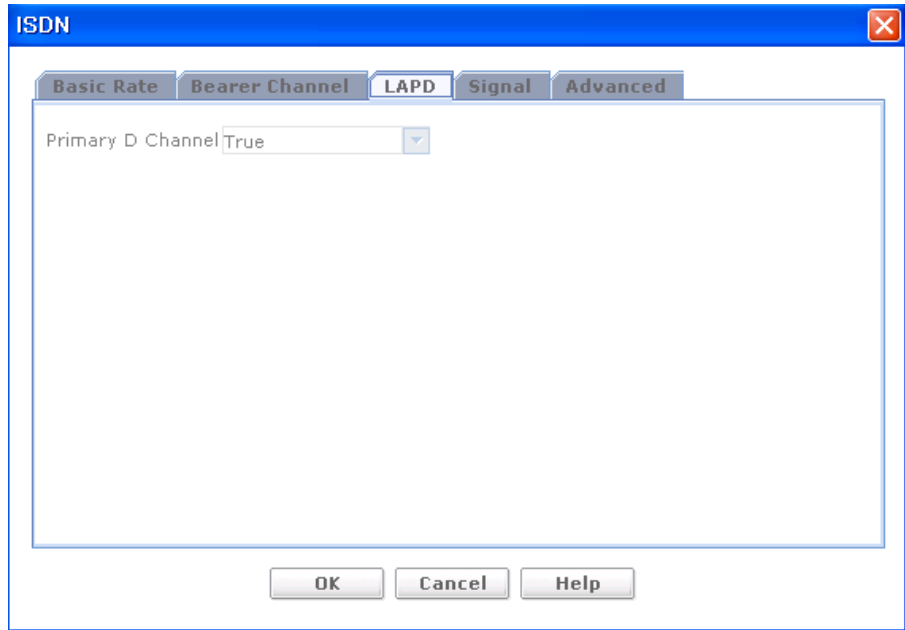 ISDN
Basic Rate Bearer Channel LAPD Signal Advanced
Primary D Channel True
OK Cancel Help